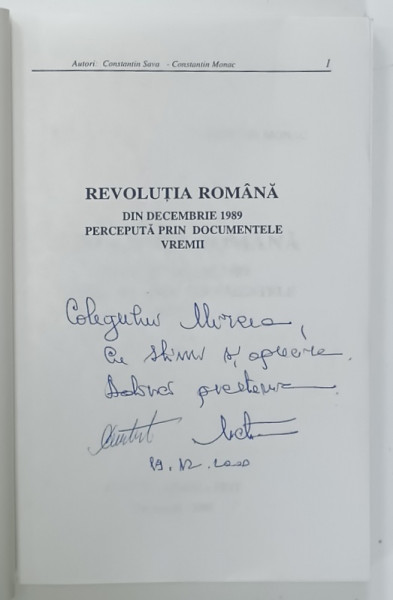 Autori: Constantin Sava - Constantin Monac 1
REVOLUȚIA ROMÂNĂ
DIN DECEMBRIE 1989
PERCEPUTĂ PRIN DOCUMENTELE
VREMII
Colegului Mircea,
Cu stimă și apreciere.
19.12.2000